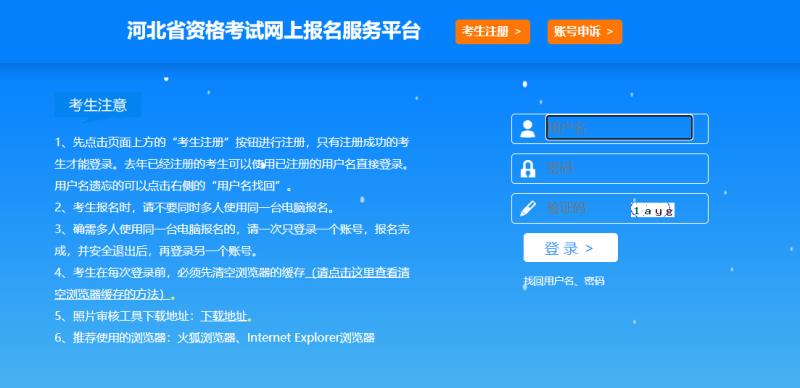 河北省资格考试网上报名服务平台
考生注册 >
账号申诉 >
考生注意
1、先点击页面上方的“考生注册”按钮进行注册，只有注册成功的考
生才能登录。去年已经注册的考生可以使用已注册的用户名直接登录。
用户名遗忘的可以点击右侧的“用户名找回”。
2、考生报名时，请不要同时多人使用同一台电脑报名。
3、确需多人使用同一台电脑报名的，请一次只登录一个账号，报名完
成，并安全退出后，再登录另一个账号。
4、考生在每次登录前，必须先清空浏览器的缓存（请点击这里查看清
空浏览器缓存的方法）。
5、照片审核工具下载地址：下载地址。
6、推荐使用的浏览器：火狐浏览器、Internet Explorer浏览器
用户名
密码
验证码
1ayg
登录 >
找回用户名、密码